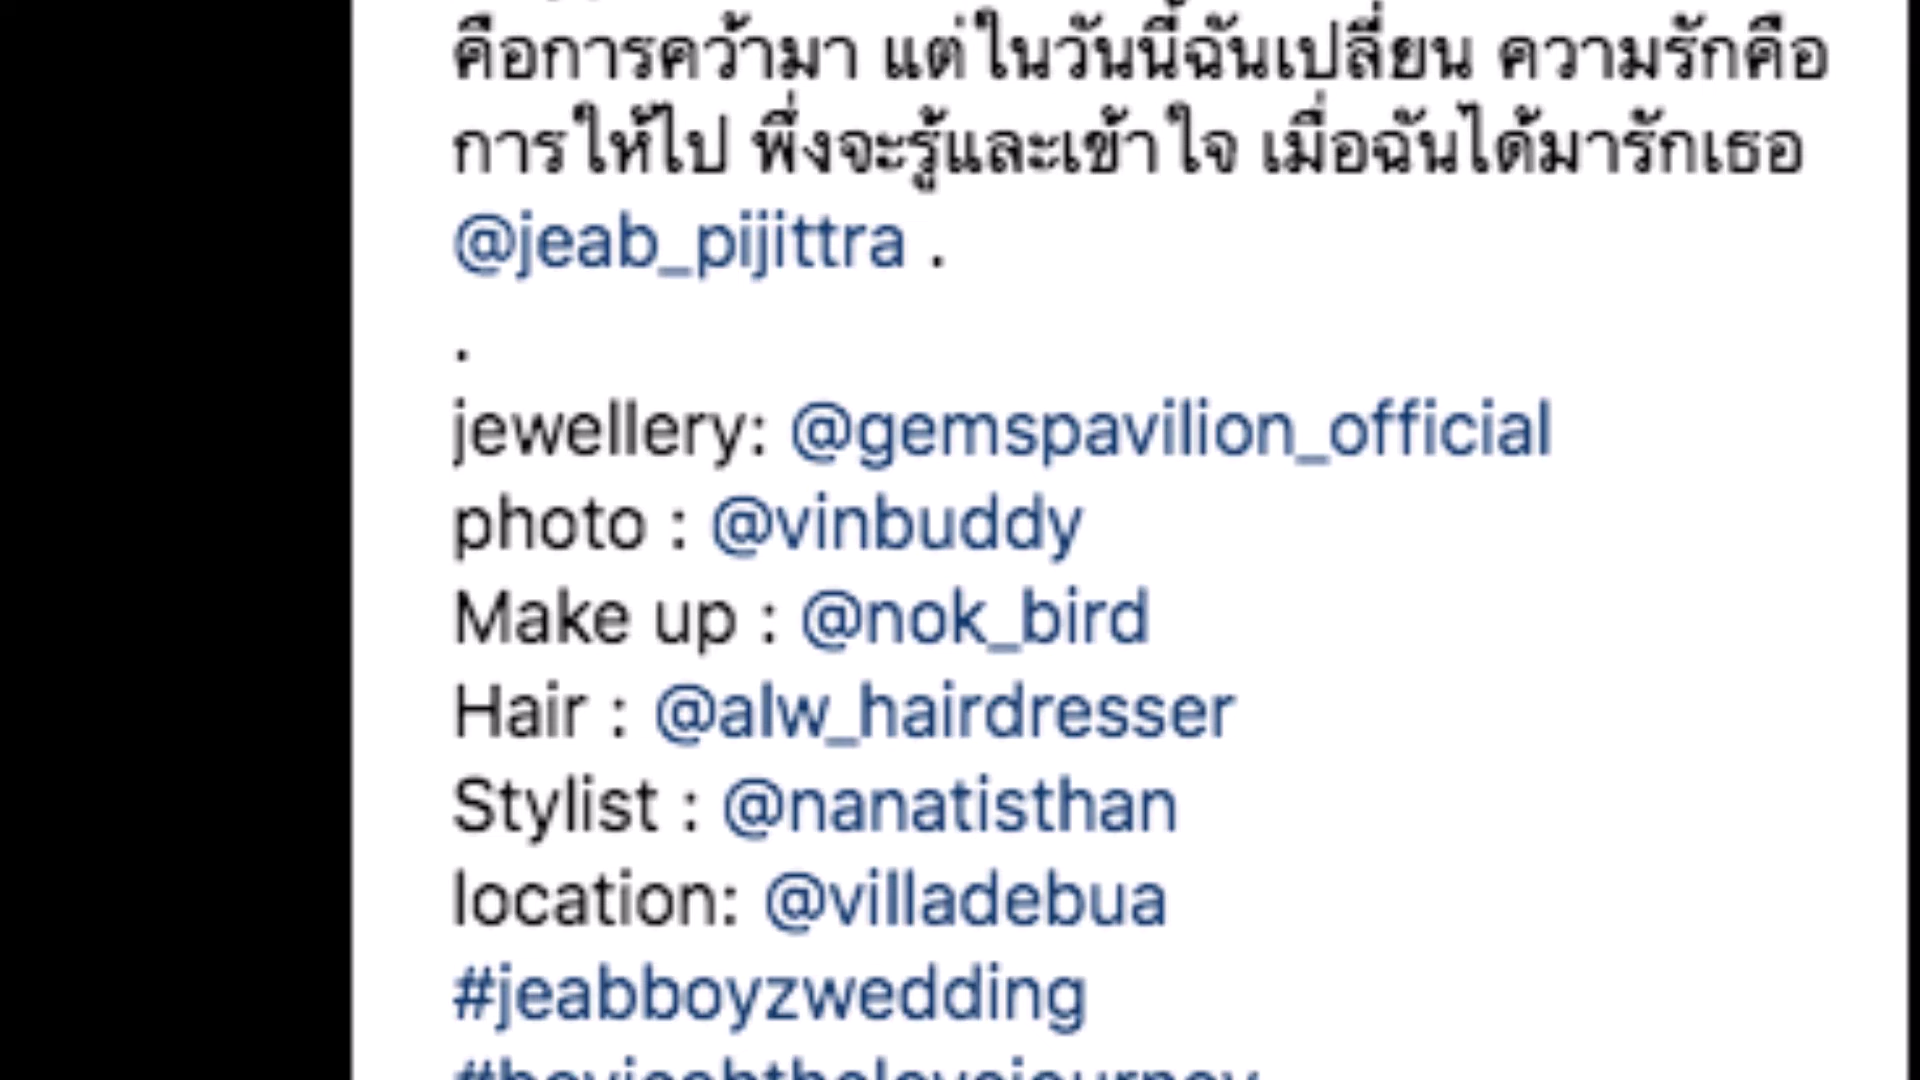 คือการคว้ามา แต่ในวันนี้ฉันเปลี่ยน ความรักคือ
การให้ไป พึ่งจะรู้และเข้าใจ เมื่อฉันได้มารักเธอ
@jeab_pijittra .
.
jewellery: @gemspavilion_official
photo : @vinbuddy
Make up : @nok_bird
Hair : @alw_hairdresser
Stylist : @nanatisthan
location: @villadebua
#jeabboyzwedding